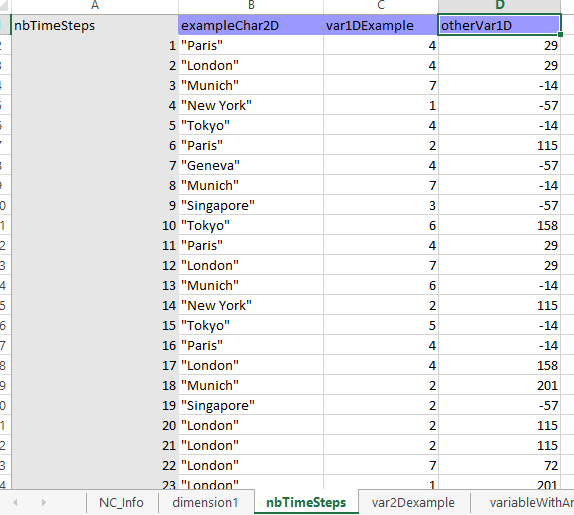 A B C D
1 nbTimeSteps exampleChar2D var1DExample otherVar1D
2 1 "Paris" 4 29
3 2 "London" 4 29
4 3 "Munich" 7 -14
5 4 "New York" 1 -57
6 5 "Tokyo" 4 -14
7 6 "Paris" 2 115
8 7 "Geneva" 4 -57
9 8 "Munich" 7 -14
0 9 "Singapore" 3 -57
1 10 "Tokyo" 6 158
2 11 "Paris" 4 29
3 12 "London" 7 29
4 13 "Munich" 6 -14
5 14 "New York" 2 115
6 15 "Tokyo" 5 -14
7 16 "Paris" 4 -14
8 17 "London" 4 158
9 18 "Munich" 2 201
0 19 "Singapore" 2 -57
1 20 "London" 2 115
2 21 "London" 2 115
3 22 "London" 7 72
4 23 "London" 1 201
NC_Info dimension1 nbTimeSteps var2Dexample variableWithAr